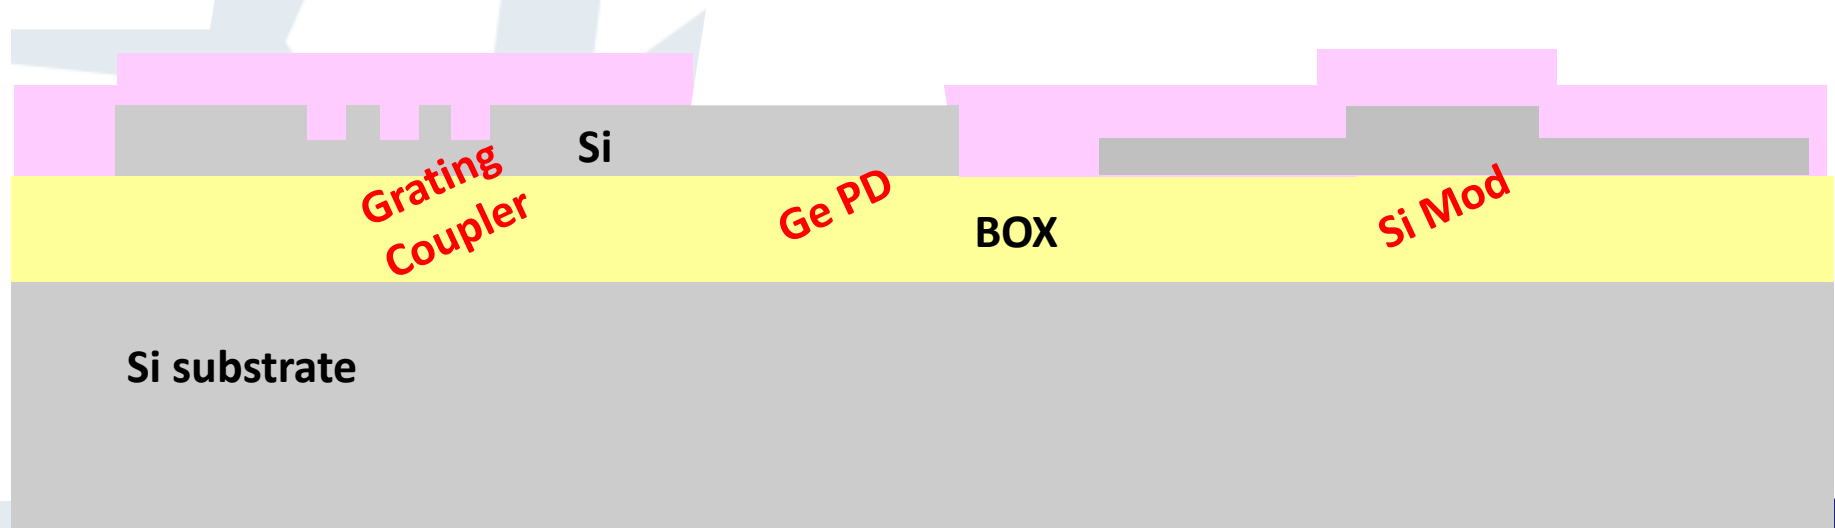 Si
Grating
Coupler
Ge PD
BOX
Si Mod
Si substrate